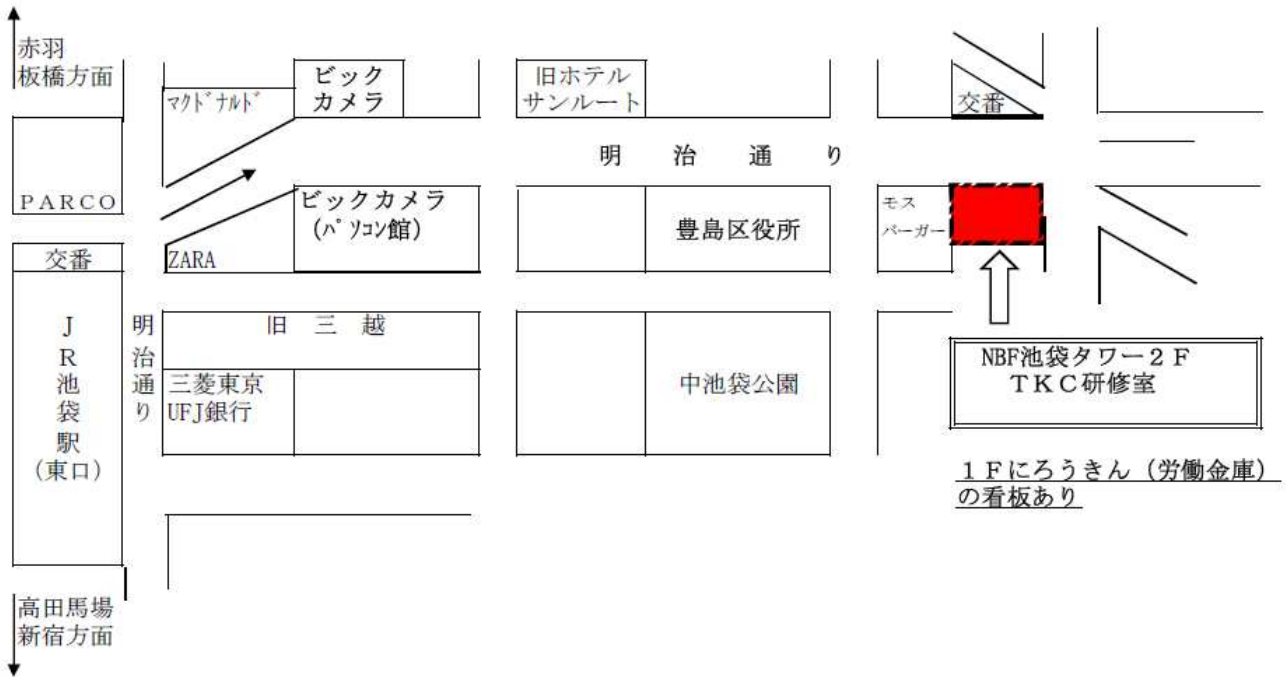 赤羽
板橋方面
マクドナルド
ビック
カメラ
旧ホテル
サンルート
交番
明治通り
PARCO
ビックカメラ
(パソコン館)
豊島区役所
モス
バーガー
交番
ZARA
JR池袋駅
(東口)
明治通り
旧三越
三菱東京
UFJ銀行
中池袋公園
NBF池袋タワー2F
TKC研修室
1Fにろうきん(労働金庫)
の看板あり
高田馬場
新宿方面